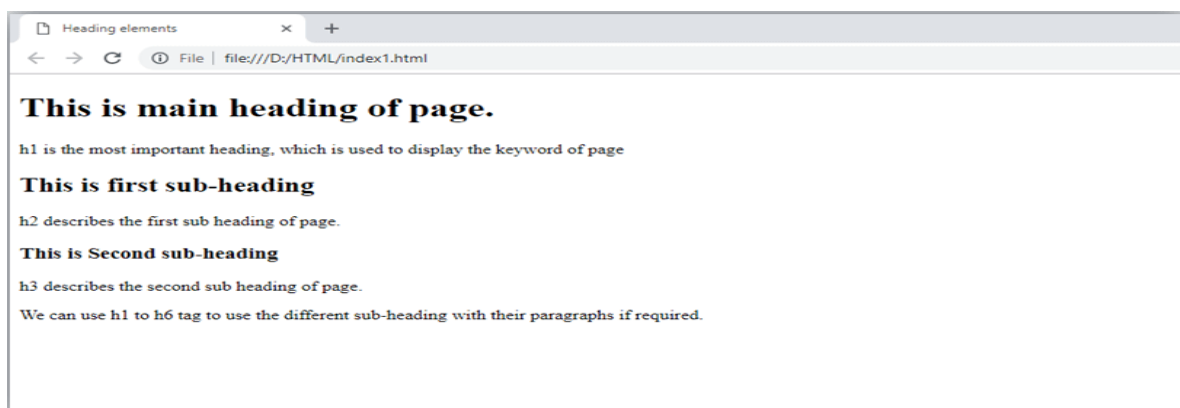 Heading elements
File | file:///D:/HTML/index1.html
This is main heading of page.
h1 is the most important heading, which is used to display the keyword of page
This is first sub-heading
h2 describes the first sub heading of page.
This is Second sub-heading
h3 describes the second sub heading of page.
We can use h1 to h6 tag to use the different sub-heading with their paragraphs if required.